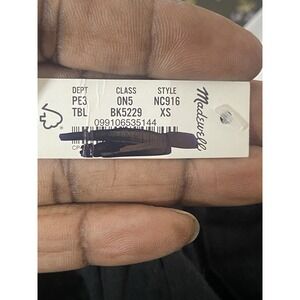 DEPT CLASS STYLE
PE3 0N5 NC916
TBL BK5229 XS
099106535144
Madewell